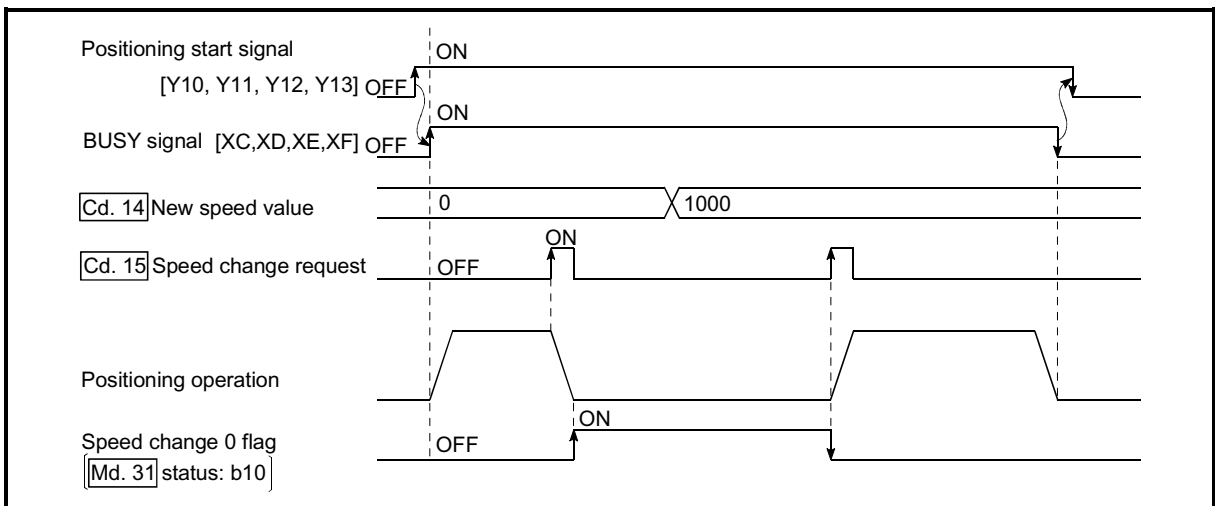 Positioning start signal
ON
[Y10, Y11, Y12, Y13] OFF
ON
BUSY signal [XC,XD,XE,XF] OFF
Cd. 14 New speed value 0 1000
ON
Cd. 15 Speed change request OFF
Positioning operation
ON
Speed change 0 flag OFF
Md. 31 status: b10